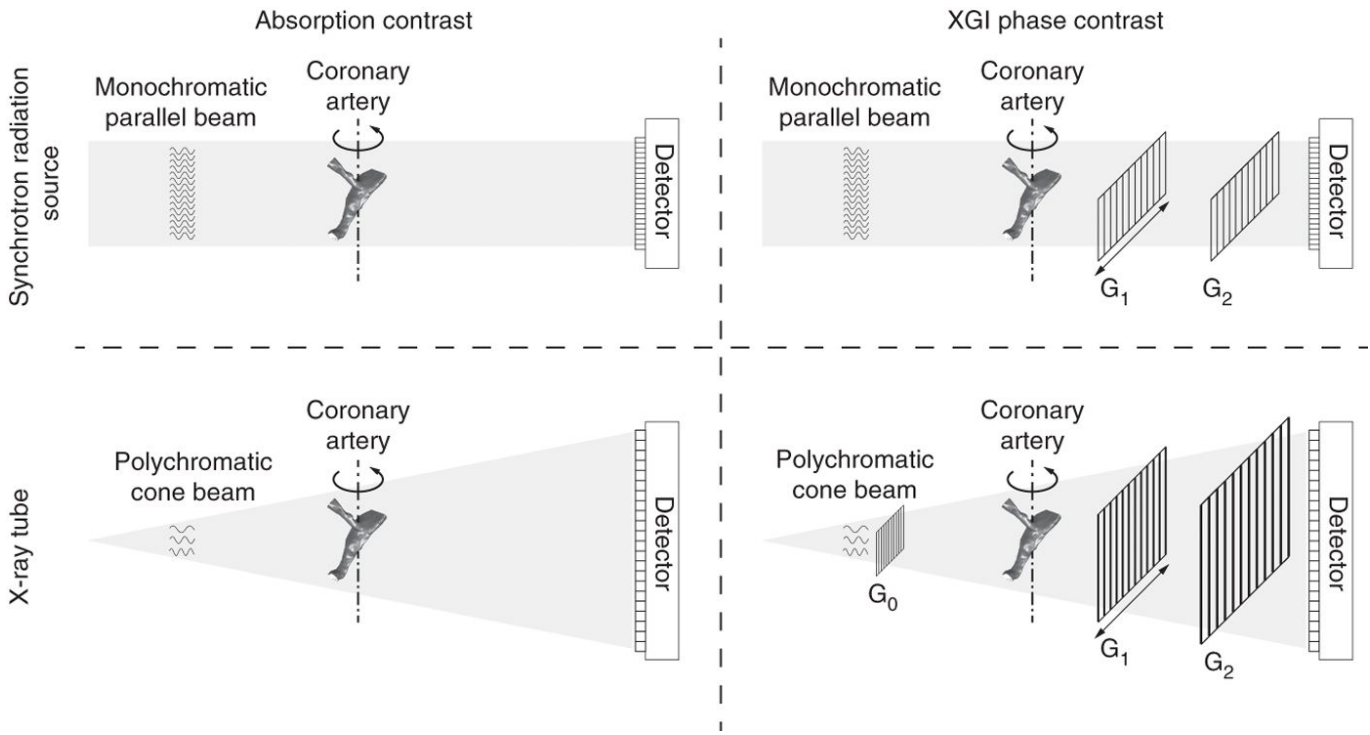 Absorption contrast
XGI phase contrast
Synchrotron radiation
source
Monochromatic
parallel beam
Coronary
artery
Detector
Monochromatic
parallel beam
Coronary
artery
G1
G2
Detector
X-ray tube
Polychromatic
cone beam
Coronary
artery
Detector
Polychromatic
cone beam
G0
Coronary
artery
G1
G2
Detector